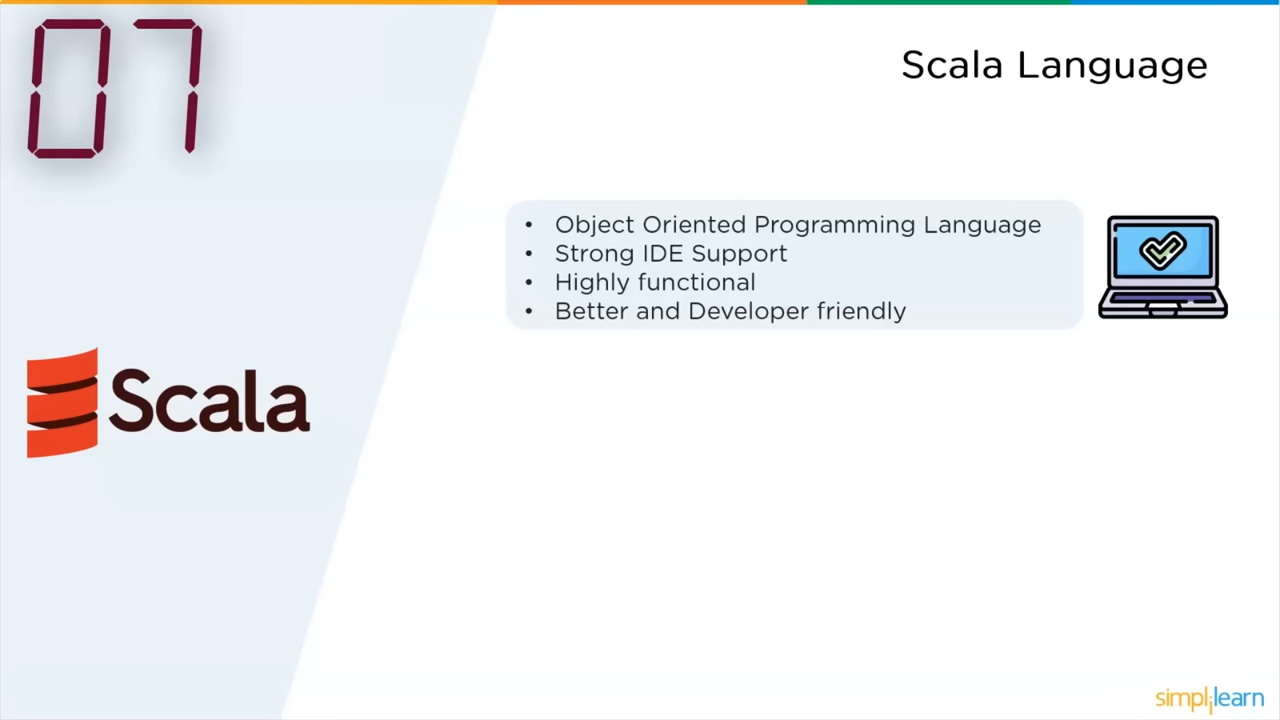 07
Scala Language
• Object Oriented Programming Language
• Strong IDE Support
• Highly functional
• Better and Developer friendly
Scala
simplilearn